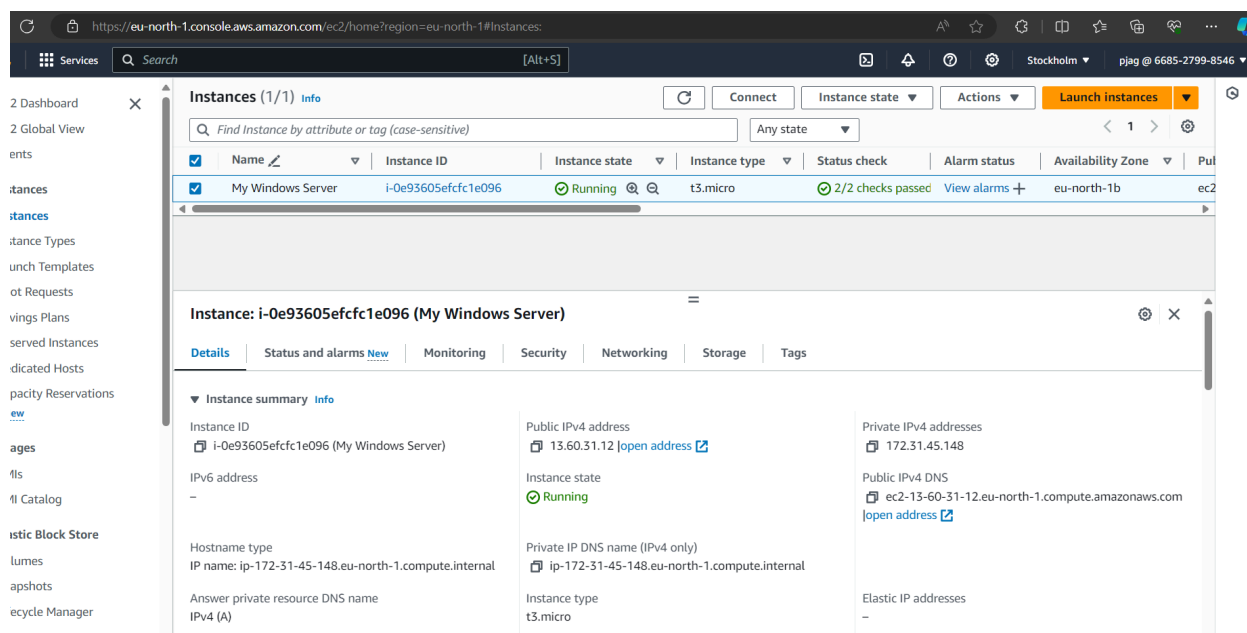 https://eu-north-1.console.aws.amazon.com/ec2/home?region=eu-north-1#Instances:
Services Search [Alt+S] Stockholm pjag @ 6685-2799-8546
2 Dashboard
2 Global View
ents
stances
stances
stance Types
unch Templates
ot Requests
vings Plans
served Instances
dicated Hosts
pacity Reservations
ew
ages
MIs
MI Catalog
astic Block Store
lumes
apshots
ecycle Manager
Instances (1/1) Info Connect Instance state Actions Launch instances
Find Instance by attribute or tag (case-sensitive) Any state 1
Name Instance ID Instance state Instance type Status check Alarm status Availability Zone Pul
My Windows Server i-0e93605efcfc1e096 Running t3.micro 2/2 checks passed View alarms + eu-north-1b ec2
Instance: i-0e93605efcfc1e096 (My Windows Server)
Details Status and alarms New Monitoring Security Networking Storage Tags
Instance summary Info
Instance ID Public IPv4 address Private IPv4 addresses
i-0e93605efcfc1e096 (My Windows Server) 13.60.31.12 |open address 172.31.45.148
IPv6 address Instance state Public IPv4 DNS
– Running ec2-13-60-31-12.eu-north-1.compute.amazonaws.com
|open address
Hostname type Private IP DNS name (IPv4 only)
IP name: ip-172-31-45-148.eu-north-1.compute.internal ip-172-31-45-148.eu-north-1.compute.internal
Answer private resource DNS name Instance type Elastic IP addresses
IPv4 (A) t3.micro –